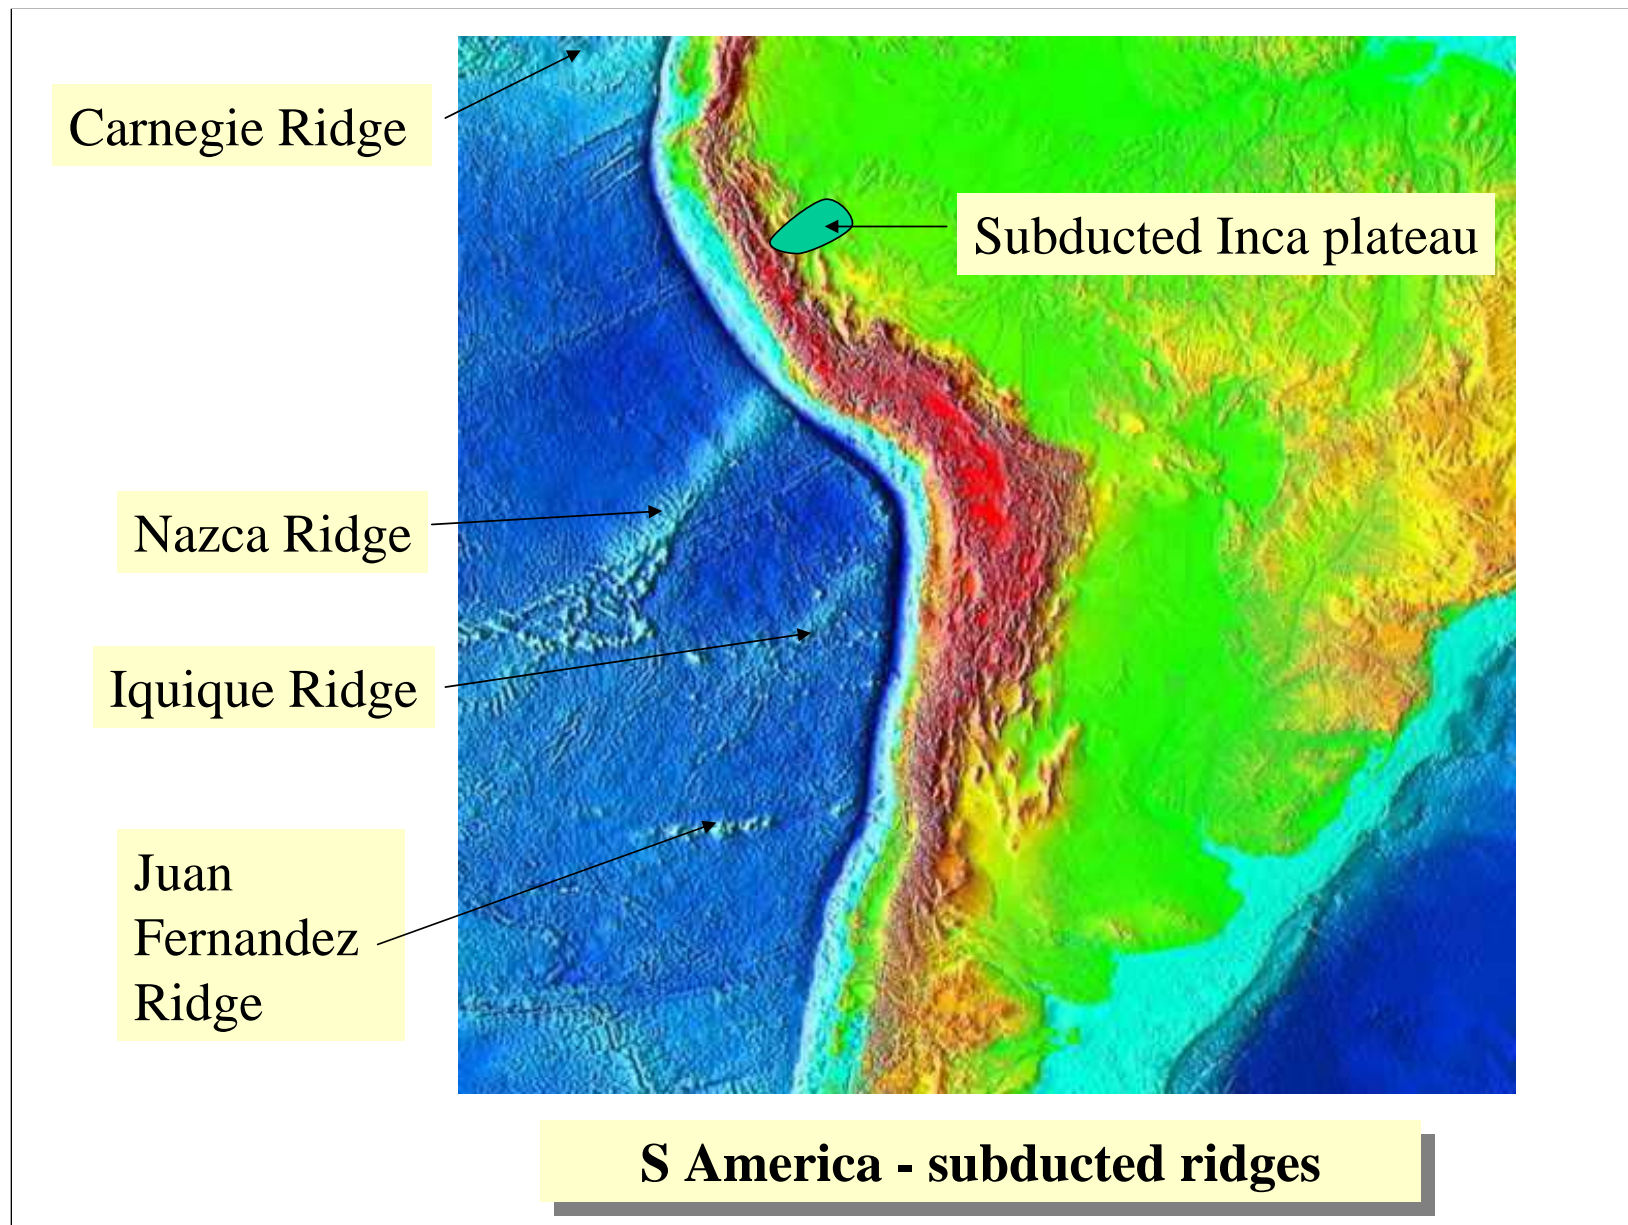 Carnegie Ridge
Subducted Inca plateau
Nazca Ridge
Iquique Ridge
Juan
Fernandez
Ridge
S America - subducted ridges